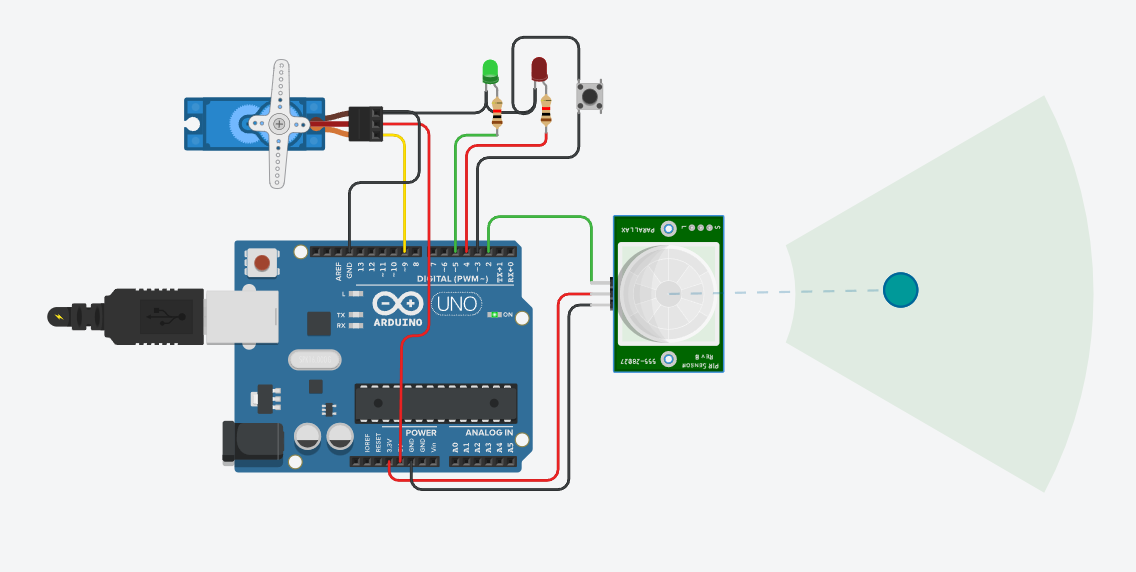 PARALLAX
L
S
AREF
GND
13
12
~11
~10
~9
8
7
~6
~5
4
~3
2
TX→1
RX←0
DIGITAL (PWM~)
L
TX
RX
ARDUINO
UNO
ON
555-28027
PIR SENSOR
Rev B
POWER
ANALOG IN
IOREF
RESET
3.3V
GND
GND
Vin
A0
A1
A2
A3
A4
A5